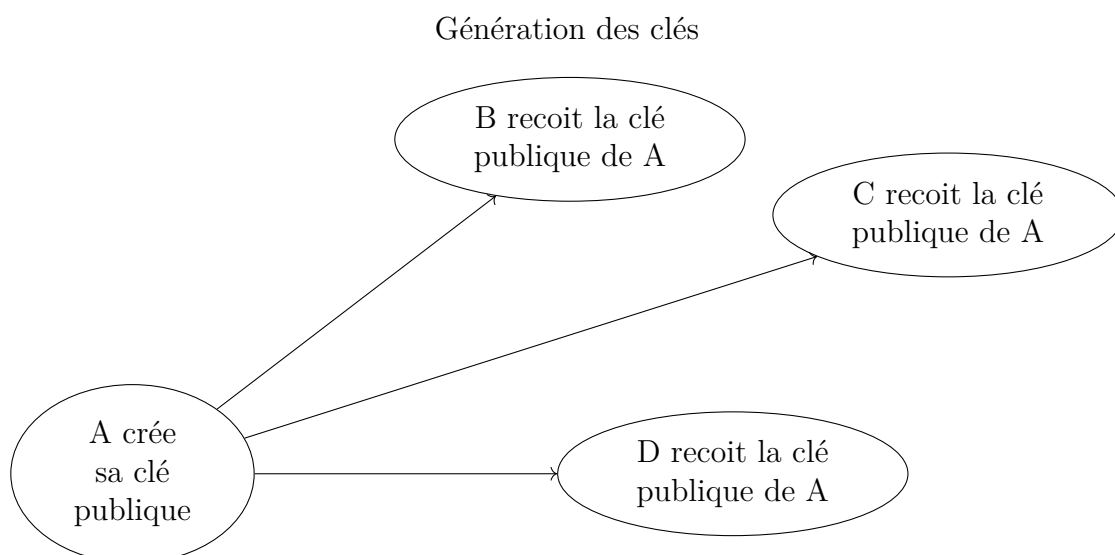 Génération des clés
B recoit la clé
publique de A
C recoit la clé
publique de A
A crée
sa clé
publique
D recoit la clé
publique de A